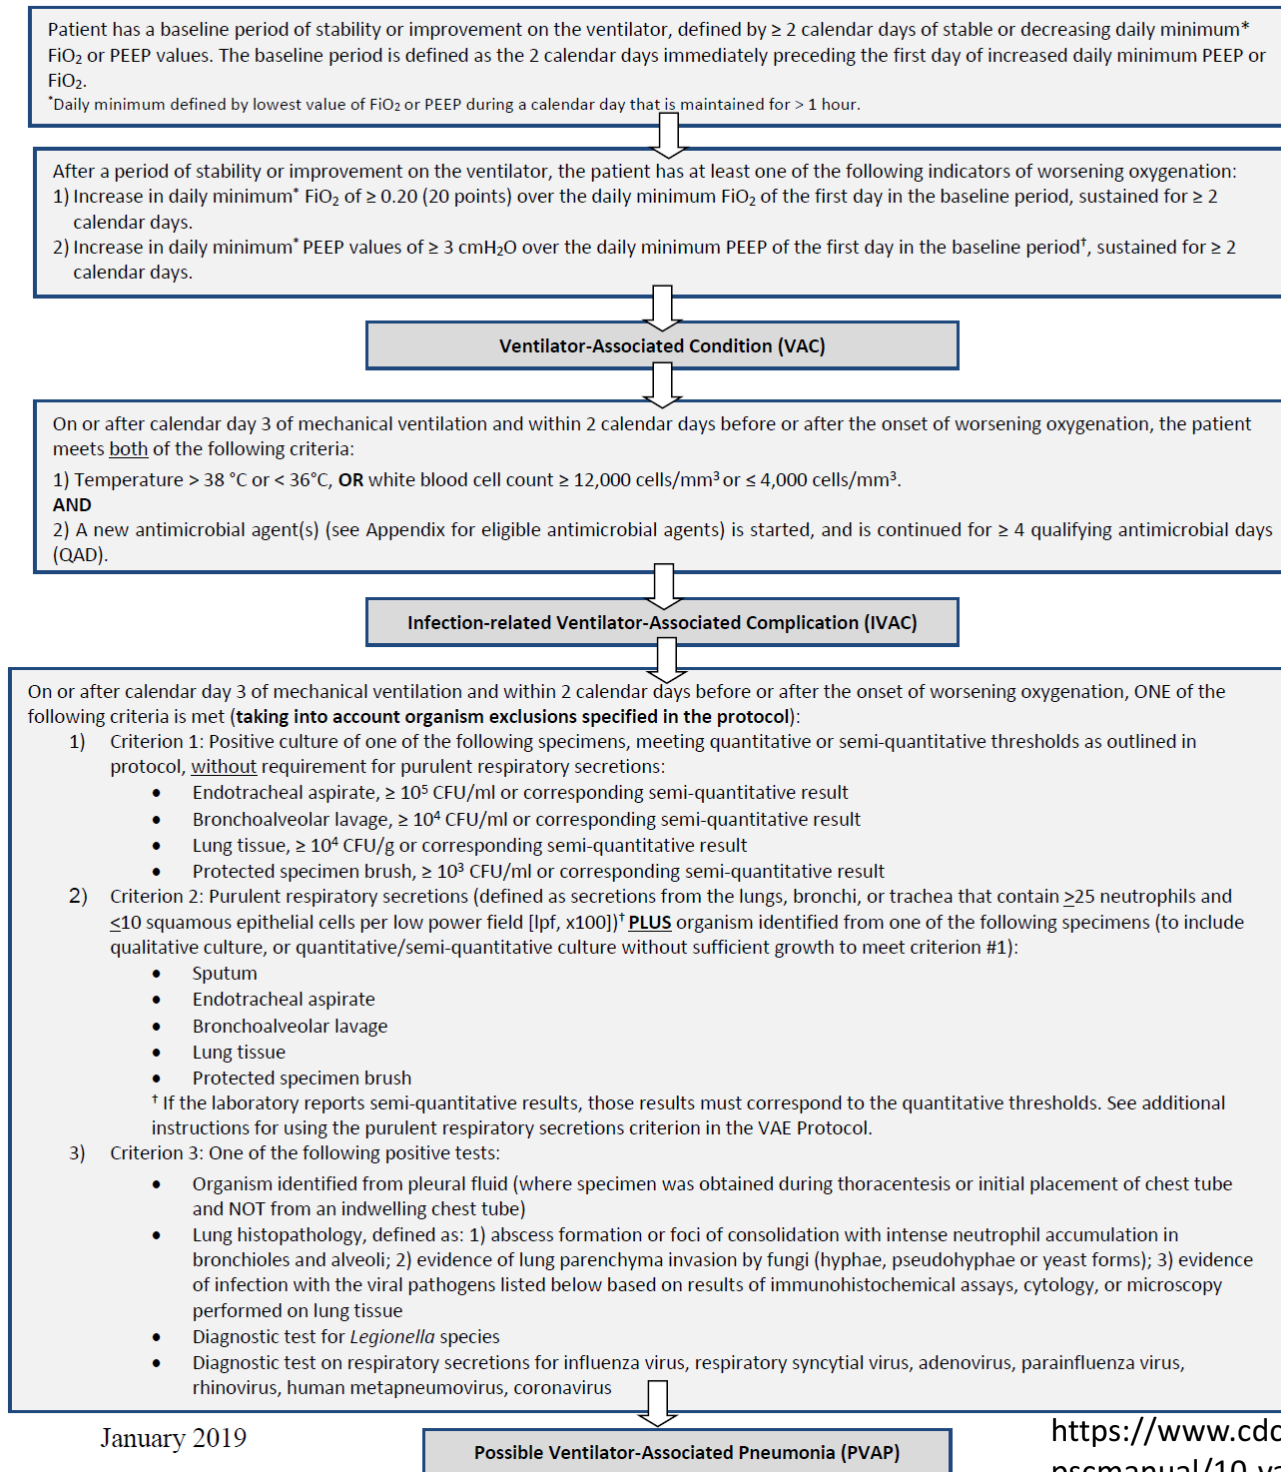 Patient has a baseline period of stability or improvement on the ventilator, defined by ≥ 2 calendar days of stable or decreasing daily minimum*
FiO₂ or PEEP values. The baseline period is defined as the 2 calendar days immediately preceding the first day of increased daily minimum PEEP or
FiO₂.
*Daily minimum defined by lowest value of FiO₂ or PEEP during a calendar day that is maintained for > 1 hour.
After a period of stability or improvement on the ventilator, the patient has at least one of the following indicators of worsening oxygenation:
1) Increase in daily minimum* FiO₂ of ≥ 0.20 (20 points) over the daily minimum FiO₂ of the first day in the baseline period, sustained for ≥ 2
calendar days.
2) Increase in daily minimum* PEEP values of ≥ 3 cmH₂O over the daily minimum PEEP of the first day in the baseline period†, sustained for ≥ 2
calendar days.
Ventilator-Associated Condition (VAC)
On or after calendar day 3 of mechanical ventilation and within 2 calendar days before or after the onset of worsening oxygenation, the patient
meets both of the following criteria:
1) Temperature > 38 °C or < 36°C, OR white blood cell count ≥ 12,000 cells/mm³ or ≤ 4,000 cells/mm³.
AND
2) A new antimicrobial agent(s) (see Appendix for eligible antimicrobial agents) is started, and is continued for ≥ 4 qualifying antimicrobial days
(QAD).
Infection-related Ventilator-Associated Complication (IVAC)
On or after calendar day 3 of mechanical ventilation and within 2 calendar days before or after the onset of worsening oxygenation, ONE of the
following criteria is met (taking into account organism exclusions specified in the protocol):
1) Criterion 1: Positive culture of one of the following specimens, meeting quantitative or semi-quantitative thresholds as outlined in
protocol, without requirement for purulent respiratory secretions:
• Endotracheal aspirate, ≥ 10⁵ CFU/ml or corresponding semi-quantitative result
• Bronchoalveolar lavage, ≥ 10⁴ CFU/ml or corresponding semi-quantitative result
• Lung tissue, ≥ 10⁴ CFU/g or corresponding semi-quantitative result
• Protected specimen brush, ≥ 10³ CFU/ml or corresponding semi-quantitative result
2) Criterion 2: Purulent respiratory secretions (defined as secretions from the lungs, bronchi, or trachea that contain ≥25 neutrophils and
≤10 squamous epithelial cells per low power field [lpf, x100])† PLUS organism identified from one of the following specimens (to include
qualitative culture, or quantitative/semi-quantitative culture without sufficient growth to meet criterion #1):
• Sputum
• Endotracheal aspirate
• Bronchoalveolar lavage
• Lung tissue
• Protected specimen brush
† If the laboratory reports semi-quantitative results, those results must correspond to the quantitative thresholds. See additional
instructions for using the purulent respiratory secretions criterion in the VAE Protocol.
3) Criterion 3: One of the following positive tests:
• Organism identified from pleural fluid (where specimen was obtained during thoracentesis or initial placement of chest tube
and NOT from an indwelling chest tube)
• Lung histopathology, defined as: 1) abscess formation or foci of consolidation with intense neutrophil accumulation in
bronchioles and alveoli; 2) evidence of lung parenchyma invasion by fungi (hyphae, pseudohyphae or yeast forms); 3) evidence
of infection with the viral pathogens listed below based on results of immunohistochemical assays, cytology, or microscopy
performed on lung tissue
• Diagnostic test for Legionella species
• Diagnostic test on respiratory secretions for influenza virus, respiratory syncytial virus, adenovirus, parainfluenza virus,
rhinovirus, human metapneumovirus, coronavirus
January 2019
Possible Ventilator-Associated Pneumonia (PVAP)
https://www.cdc